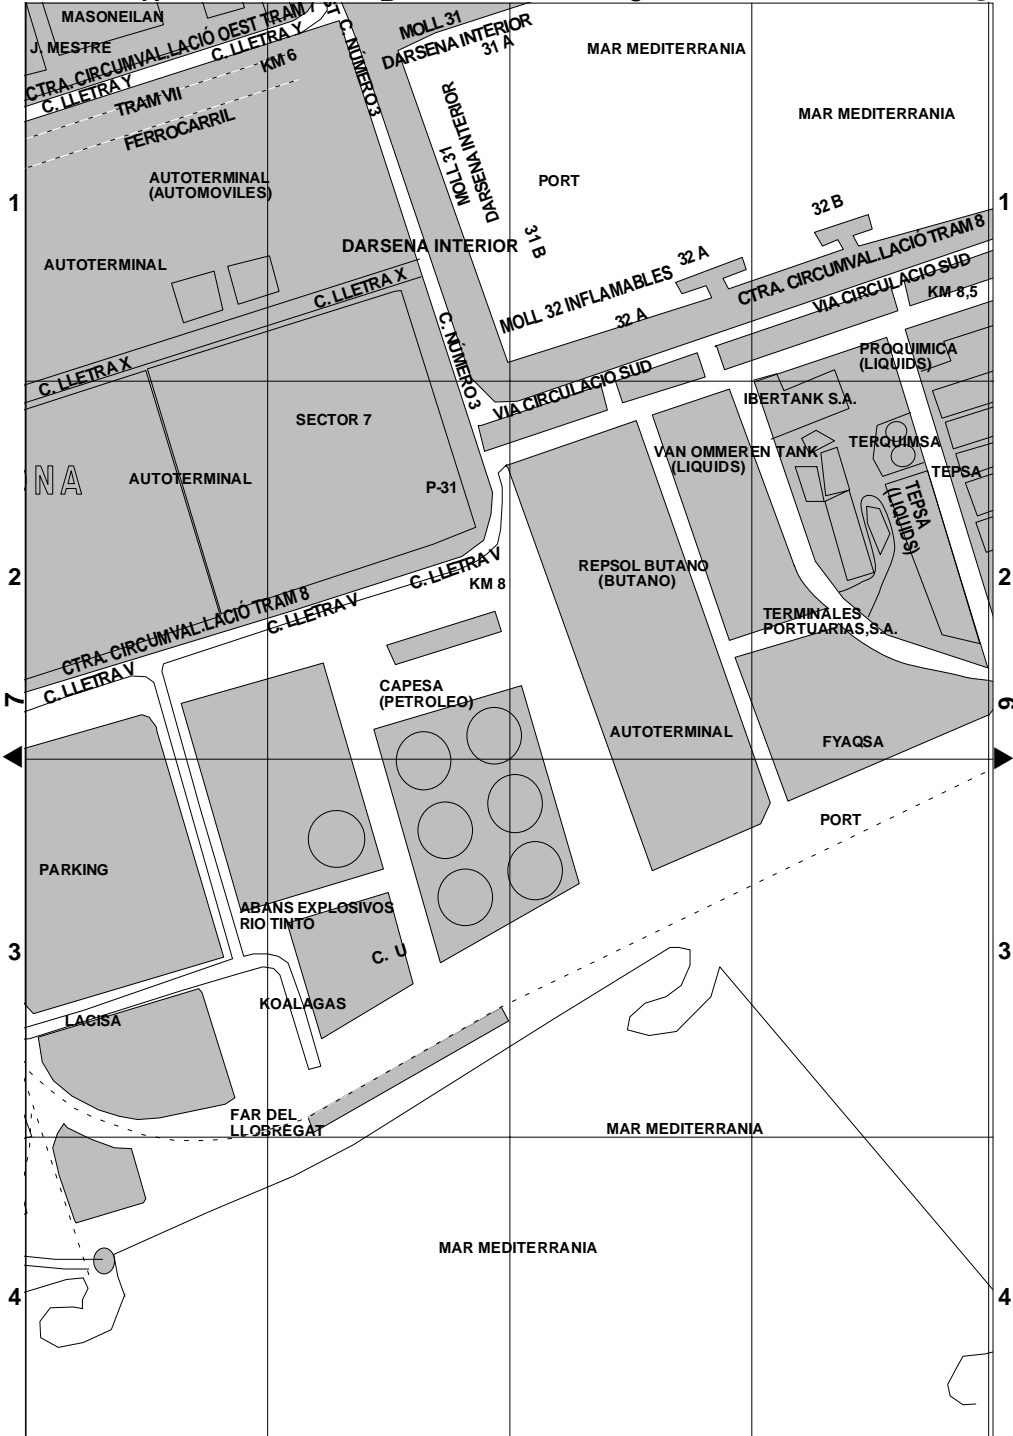 MASONEILAN
J. MESTRE
CTRA. CIRCUMVAL.LACIÓ OEST TRAM
C. LLETRA Y
C. LLETRA Y
KM 6
TRAM VII
FERROCARRIL
C. NÚMERO 3
MOLL 31
DARSENA INTERIOR
31 A
MAR MEDITERRANIA
MAR MEDITERRANIA
MOLL 31
DARSENA INTERIOR
PORT
AUTOTERMINAL
(AUTOMOVILES)
1
1
32 B
31 B
DARSENA INTERIOR
AUTOTERMINAL
C. LLETRA X
C. LLETRA X
MOLL 32 INFLAMABLES
32 A
32 A
CTRA. CIRCUMVAL.LACIÓ TRAM 8
VIA CIRCULACIO SUD
KM 8,5
C. NÚMERO 3
PROQUIMICA
(LIQUIDS)
VIA CIRCULACIO SUD
IBERTANK S.A.
SECTOR 7
VAN OMMEREN TANK
(LIQUIDS)
TERQUIMSA
TEPSA
TEPSA
(LIQUIDS)
NA
AUTOTERMINAL
P-31
C. LLETRA V
KM 8
REPSOL BUTANO
(BUTANO)
2
2
CTRA. CIRCUMVAL.LACIÓ TRAM 8
C. LLETRA V
C. LLETRA V
TERMINALES
PORTUARIAS,S.A.
CAPESA
(PETROLEO)
7
9
AUTOTERMINAL
FYAQSA
PORT
PARKING
ABANS EXPLOSIVOS
RIO TINTO
C. U
3
3
KOALAGAS
LACISA
FAR DEL
LLOBREGAT
MAR MEDITERRANIA
MAR MEDITERRANIA
4
4